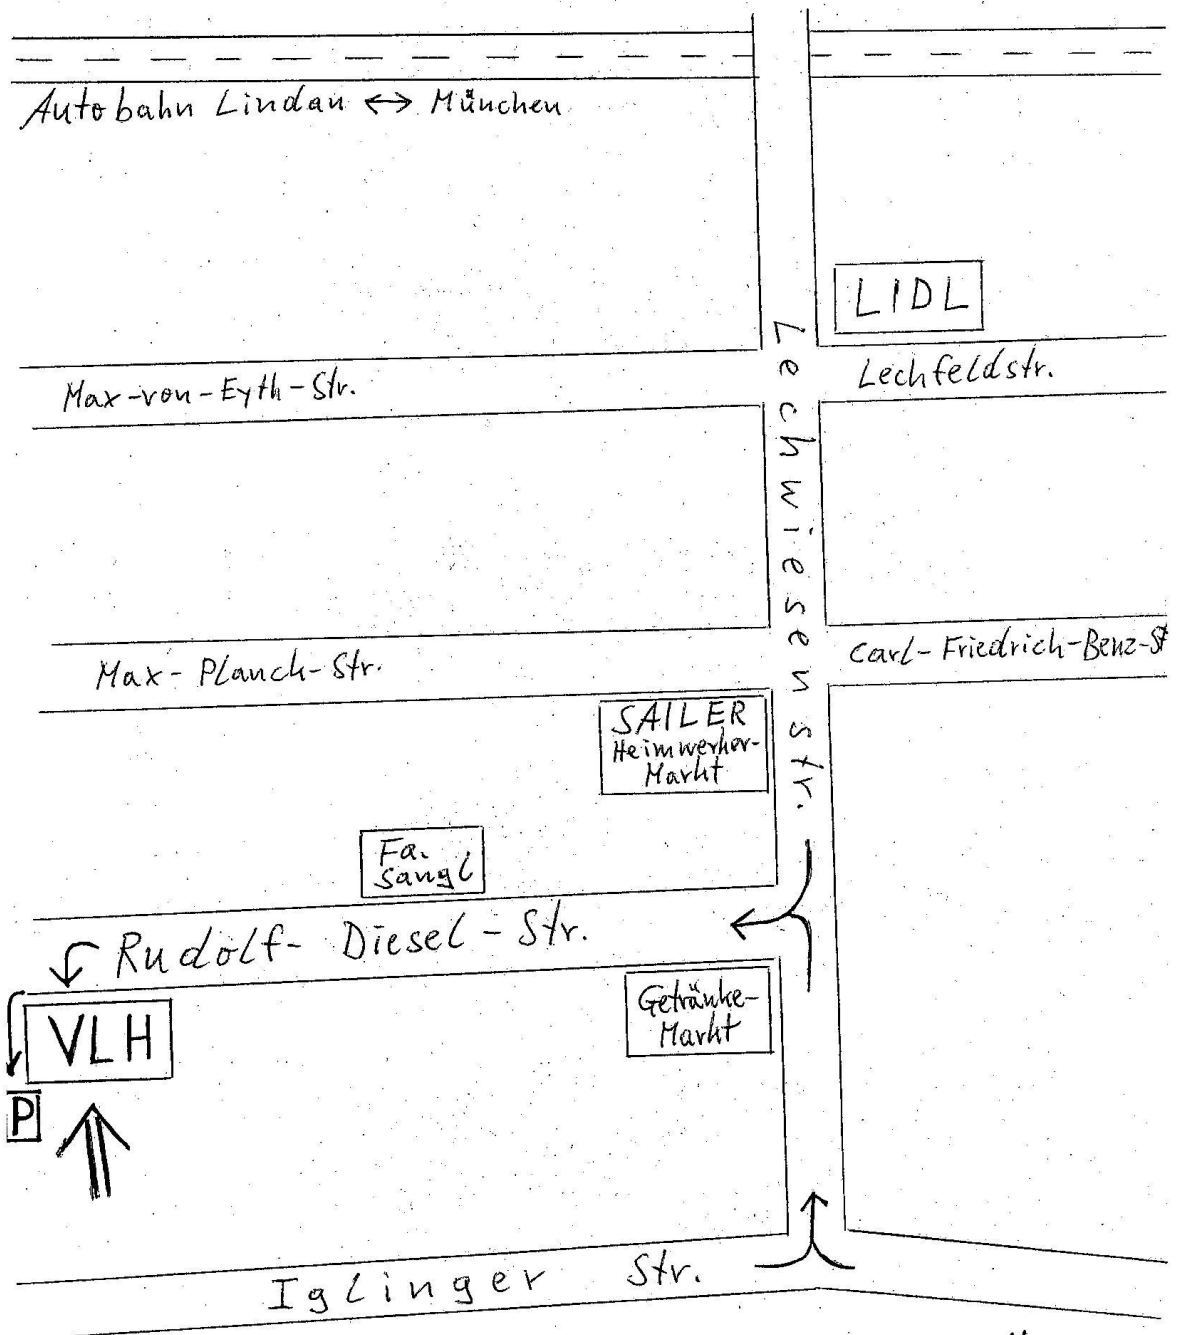 Autobahn Lindau ↔ München
LIDL
Lechwiesenstr.
Max-von-Eyth-Str.
Lechfeldstr.
Max-Planck-Str.
Carl-Friedrich-Benz-St
SAILER
Heimwerker-
Markt
Fa.
Sangl
Rudolf-Diesel-Str.
VLH
Getränke-
Markt
P
Iglinger Str.